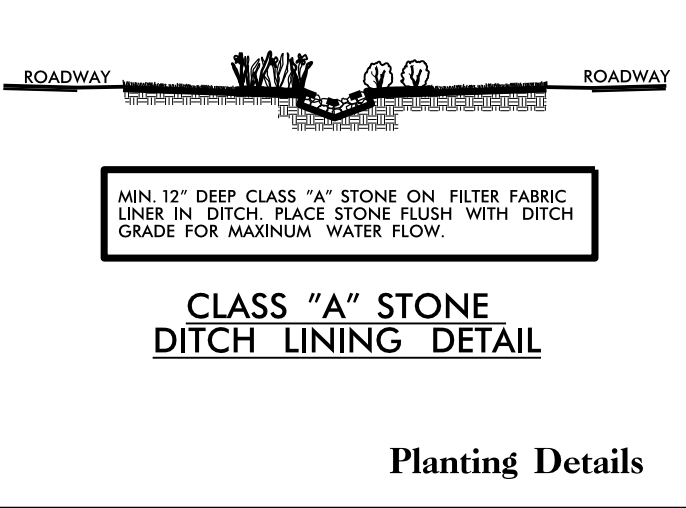 ROADWAY ROADWAY
MIN. 12" DEEP CLASS "A" STONE ON FILTER FABRIC
LINER IN DITCH. PLACE STONE FLUSH WITH DITCH
GRADE FOR MAXINUM WATER FLOW.
CLASS "A" STONE
DITCH LINING DETAIL
Planting Details